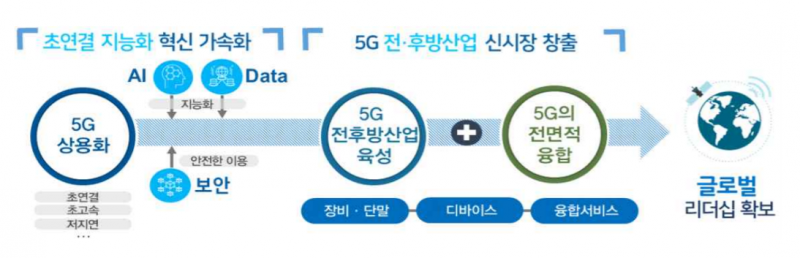 초연결 지능화 혁신 가속화
5G 전·후방산업 신시장 창출
AI
Data
지능화
5G
상용화
안전한 이용
보안
초연결
초고속
저지연
...
5G
전후방산업
육성
5G의
전면적
융합
장비 · 단말
디바이스
융합서비스
글로벌
리더십 확보